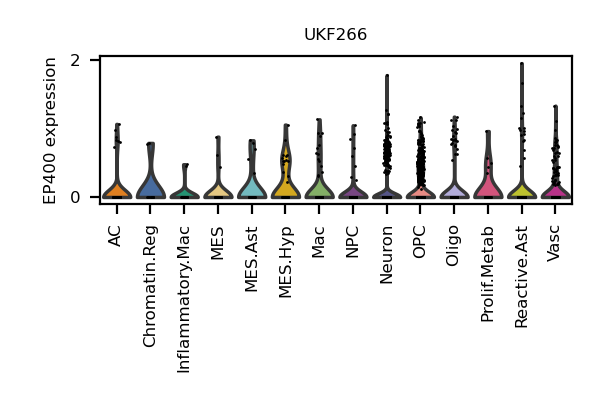 UKF266
EP400 expression
2
0
AC
Chromatin.Reg
Inflammatory.Mac
MES
MES.Ast
MES.Hyp
Mac
NPC
Neuron
OPC
Oligo
Prolif.Metab
Reactive.Ast
Vasc